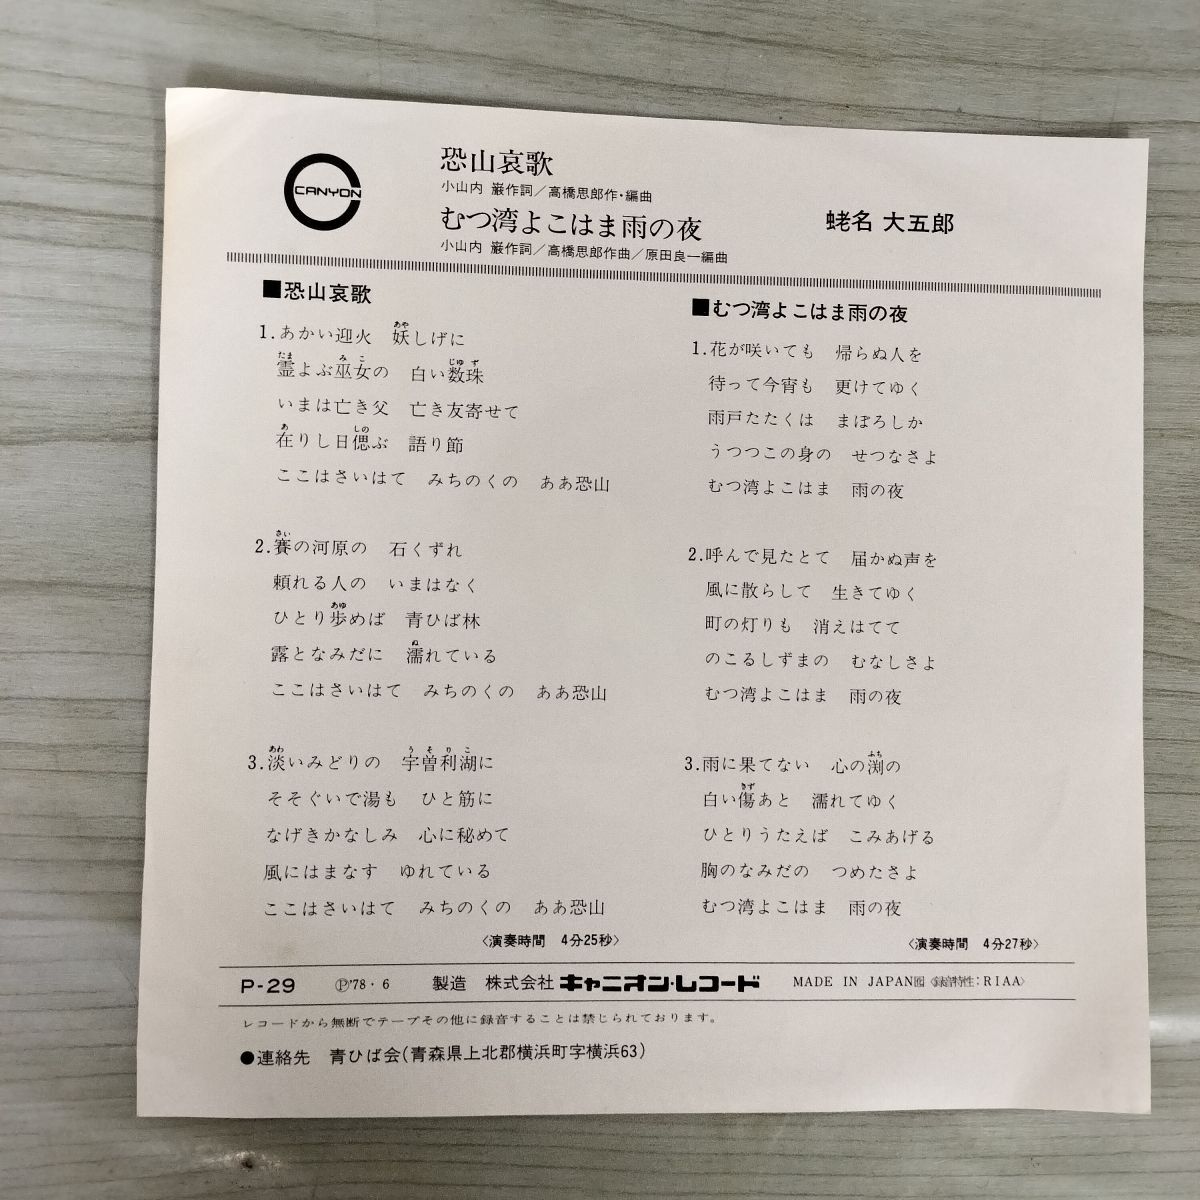 CANYON
恐山哀歌
小山内 巌作詞／高橋思郎作・編曲
むつ湾よこはま雨の夜
小山内 巌作詞／高橋思郎作曲／原田良一編曲
蛯名 大五郎
■恐山哀歌
1.あかい迎火 妖しげに
霊よぶ巫女の 白い数珠
いまは亡き父 亡き友寄せて
在りし日偲ぶ 語り節
ここはさいはて みちのくの ああ恐山
2.賽の河原の 石くずれ
頼れる人の いまはなく
ひとり歩めば 青ひば林
露となみだに 濡れている
ここはさいはて みちのくの ああ恐山
3.淡いみどりの 宇曽利湖に
そそぐいで湯も ひと筋に
なげきかなしみ 心に秘めて
風にはまなす ゆれている
ここはさいはて みちのくの ああ恐山
〈演奏時間 4分25秒〉
■むつ湾よこはま雨の夜
1.花が咲いても 帰らぬ人を
待って今宵も 更けてゆく
雨戸たたくは まぼろしか
うつつこの身の せつなさよ
むつ湾よこはま 雨の夜
2.呼んで見たとて 届かぬ声を
風に散らして 生きてゆく
町の灯りも 消えはてて
のこるしずまの むなしさよ
むつ湾よこはま 雨の夜
3.雨に果てない 心の渕の
白い傷あと 濡れてゆく
ひとりうたえば こみあげる
胸のなみだの つめたさよ
むつ湾よこはま 雨の夜
〈演奏時間 4分27秒〉
P-29 Ⓟ'78・6 製造 株式会社キャニオン・レコード MADE IN JAPAN 〈録音特性：RIAA〉
レコードから無断でテープその他に録音することは禁じられております。
●連絡先 青ひば会(青森県上北郡横浜町字横浜63)